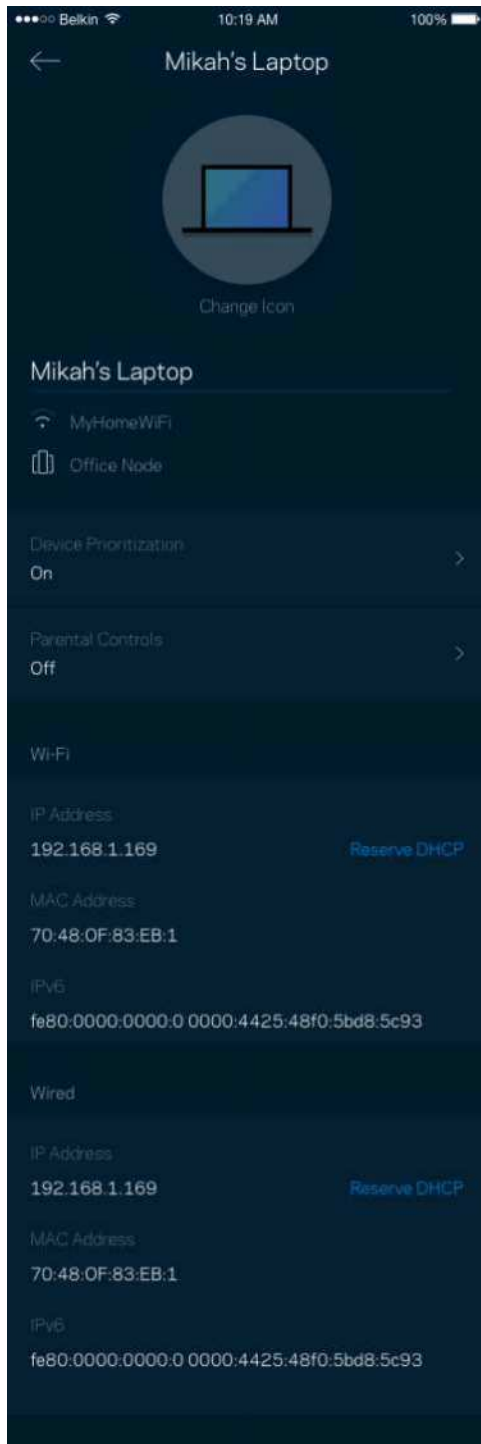 Belkin 10:19 AM 100%
Mikah's Laptop
Change Icon
Mikah's Laptop
MyHomeWiFi
Office Node
Device Prioritization
On
Parental Controls
Off
Wi-Fi
IP Address
192.168.1.169 Reserve DHCP
MAC Address
70:48:0F:83:EB:1
IPv6
fe80:0000:0000:0 0000:4425:48f0:5bd8:5c93
Wired
IP Address
192.168.1.169 Reserve DHCP
MAC Address
70:48:0F:83:EB:1
IPv6
fe80:0000:0000:0 0000:4425:48f0:5bd8:5c93